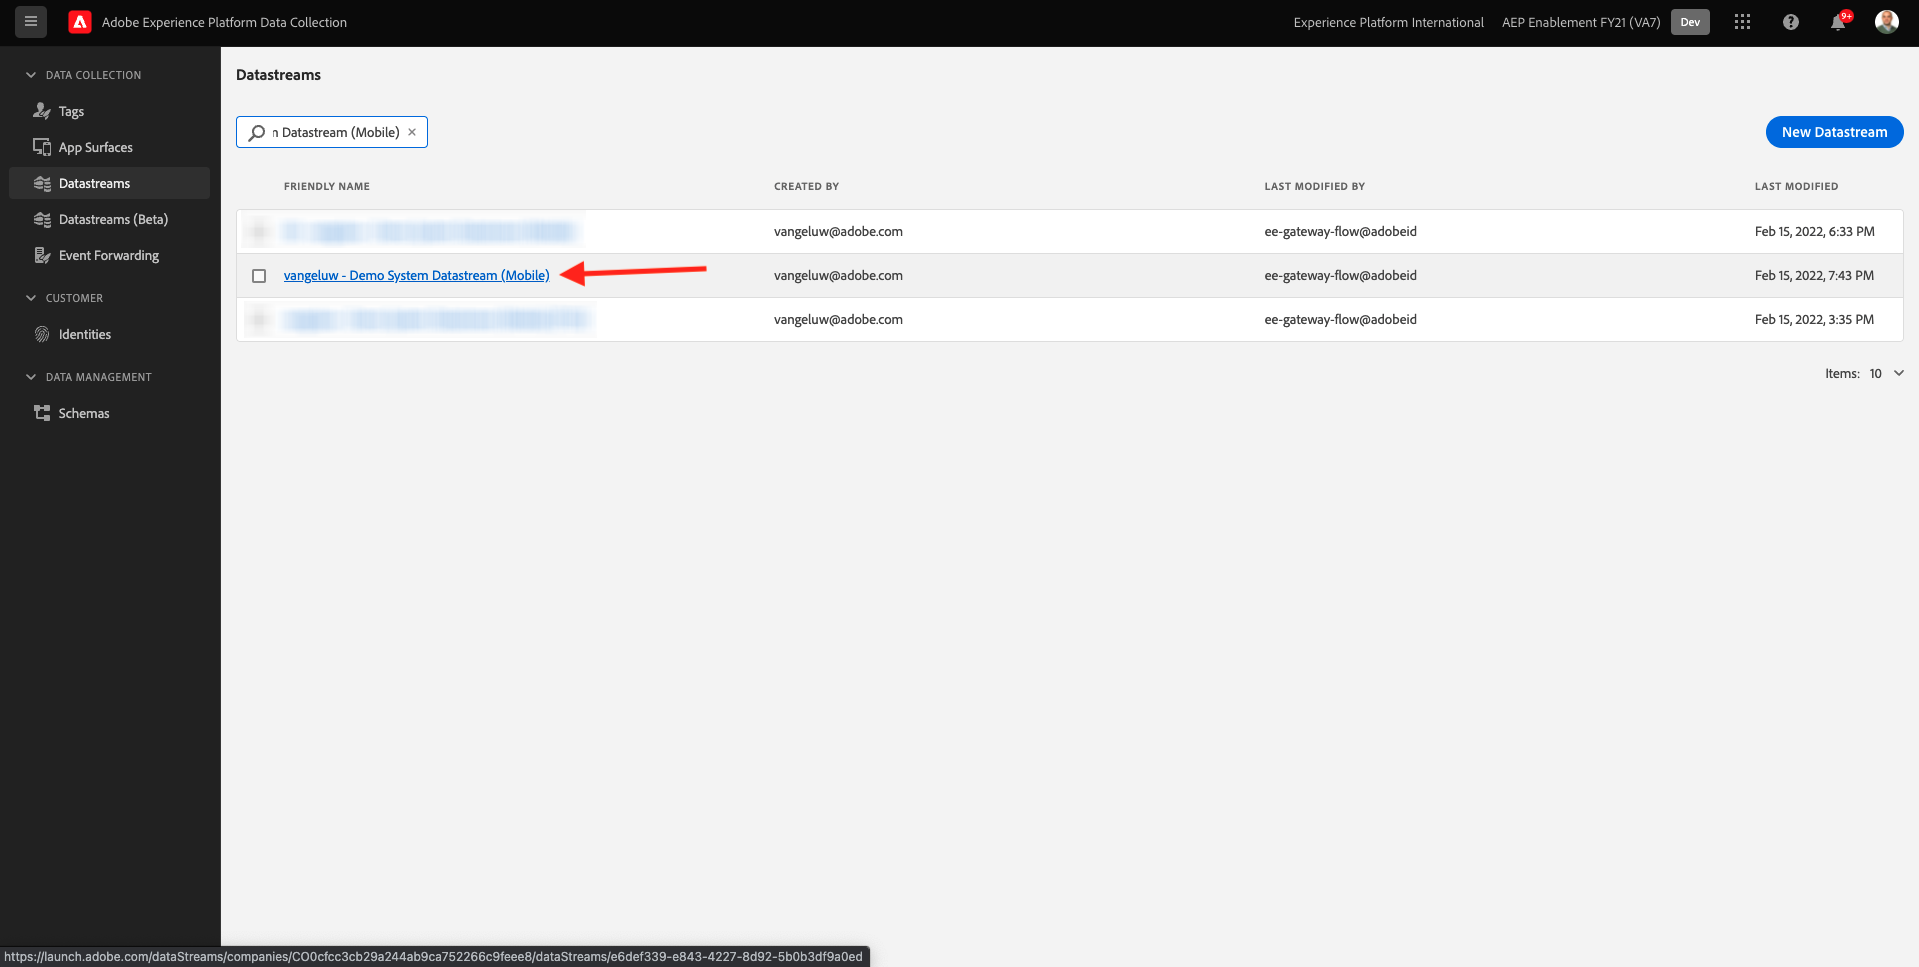 Adobe Experience Platform Data Collection
Experience Platform International
AEP Enablement FY21 (VA7)
Dev
9+
DATA COLLECTION
Tags
App Surfaces
Datastreams
Datastreams (Beta)
Event Forwarding
CUSTOMER
Identities
DATA MANAGEMENT
Schemas
Datastreams
n Datastream (Mobile)
New Datastream
FRIENDLY NAME CREATED BY LAST MODIFIED BY LAST MODIFIED
vangeluw@adobe.com ee-gateway-flow@adobeid Feb 15, 2022, 6:33 PM
vangeluw - Demo System Datastream (Mobile) vangeluw@adobe.com ee-gateway-flow@adobeid Feb 15, 2022, 7:43 PM
vangeluw@adobe.com ee-gateway-flow@adobeid Feb 15, 2022, 3:35 PM
Items: 10
https://launch.adobe.com/dataStreams/companies/CO0cfcc3cb29a244ab9ca752266c9feee8/dataStreams/e6def339-e843-4227-8d92-5b0b3df9a0ed